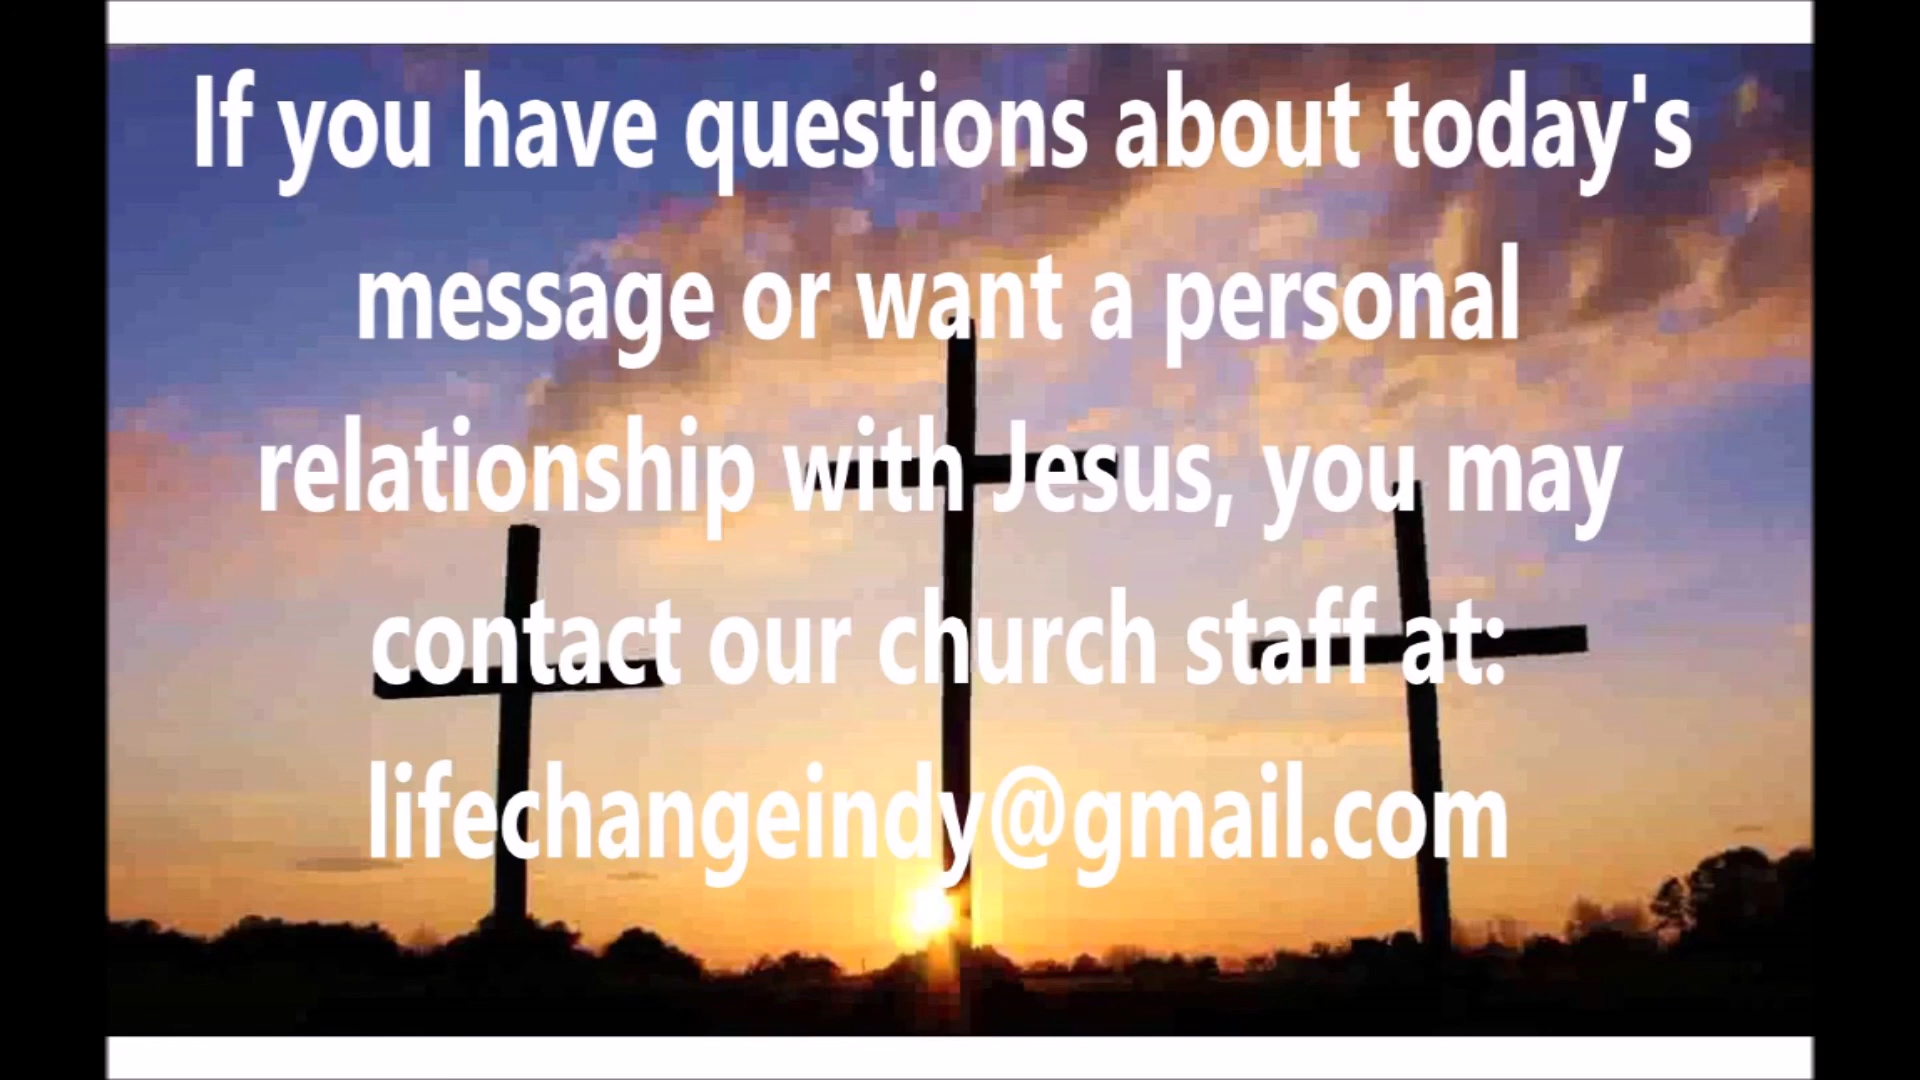 If you have questions about today's
message or want a personal
relationship with Jesus, you may
contact our church staff at:
lifechangeindy@gmail.com